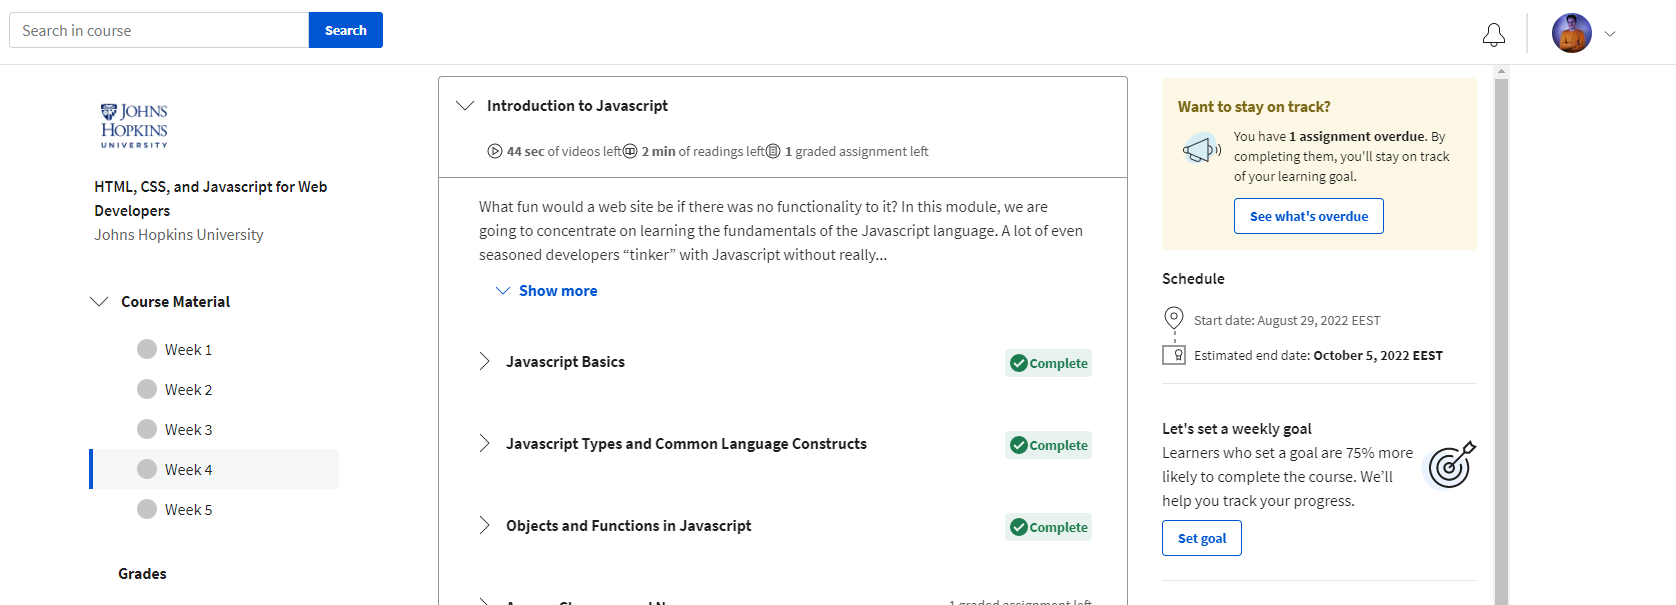 Search in course
Search
JOHNS
HOPKINS
UNIVERSITY
HTML, CSS, and Javascript for Web
Developers
Johns Hopkins University
Course Material
Week 1
Week 2
Week 3
Week 4
Week 5
Grades
Introduction to Javascript
44 sec of videos left 2 min of readings left 1 graded assignment left
What fun would a web site be if there was no functionality to it? In this module, we are
going to concentrate on learning the fundamentals of the Javascript language. A lot of even
seasoned developers “tinker” with Javascript without really...
Show more
Javascript Basics
Complete
Javascript Types and Common Language Constructs
Complete
Objects and Functions in Javascript
Complete
1 graded assignment left
Want to stay on track?
You have 1 assignment overdue. By
completing them, you'll stay on track
of your learning goal.
See what's overdue
Schedule
Start date: August 29, 2022 EEST
Estimated end date: October 5, 2022 EEST
Let's set a weekly goal
Learners who set a goal are 75% more
likely to complete the course. We’ll
help you track your progress.
Set goal